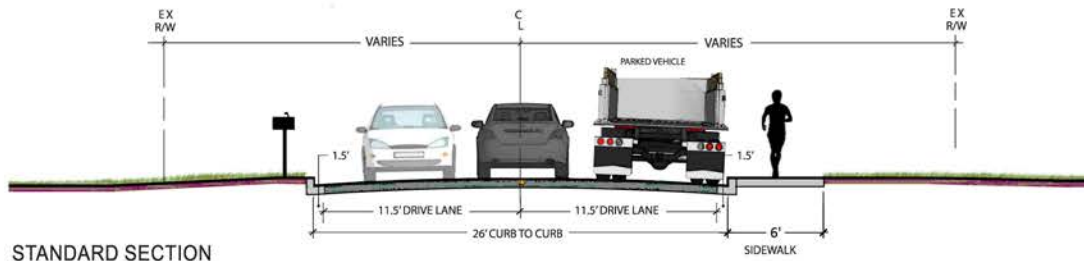 EX
R/W
C
L
EX
R/W
VARIES
VARIES
PARKED VEHICLE
1.5'
1.5'
11.5' DRIVE LANE
11.5' DRIVE LANE
26' CURB TO CURB
6'
SIDEWALK
STANDARD SECTION